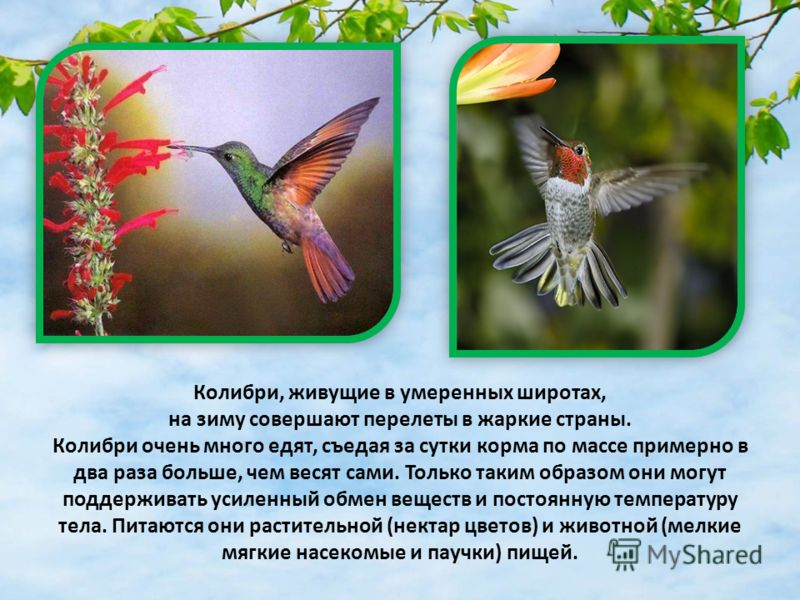 Колибри, живущие в умеренных широтах,
на зиму совершают перелеты в жаркие страны.
Колибри очень много едят, съедая за сутки корма по массе примерно в
два раза больше, чем весят сами. Только таким образом они могут
поддерживать усиленный обмен веществ и постоянную температуру
тела. Питаются они растительной (нектар цветов) и животной (мелкие
мягкие насекомые и паучки) пищей.
MyShared